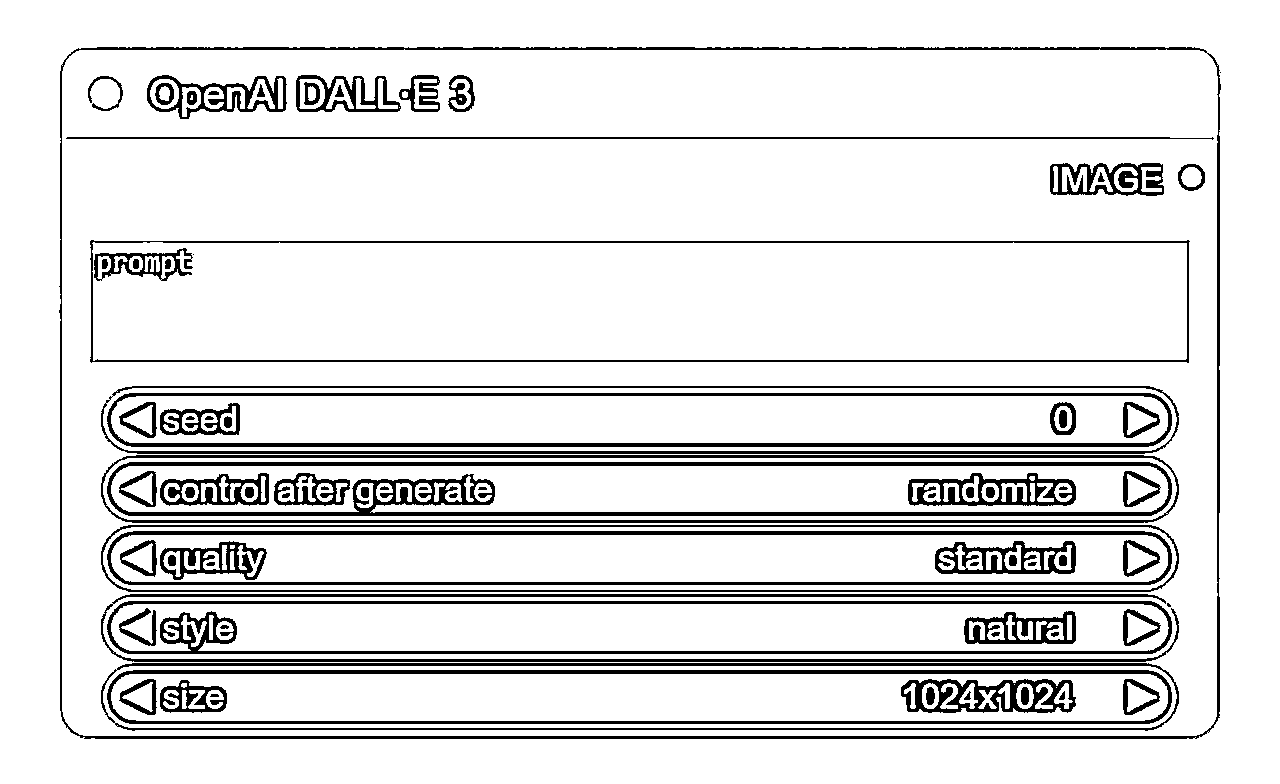 OpenAI DALL·E 3
IMAGE
prompt
seed 0
control after generate randomize
quality standard
style natural
size 1024x1024